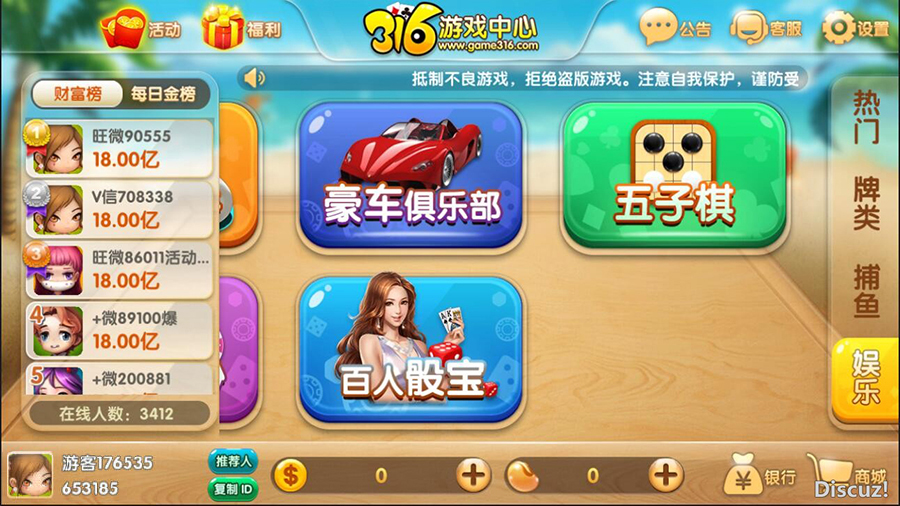 活动
福利
316游戏中心
www.game316.com
公告
客服
设置
抵制不良游戏，拒绝盗版游戏。注意自我保护，谨防受
财富榜
每日金榜
1
旺微90555
18.00亿
2
V信708338
18.00亿
3
旺微86011活动...
18.00亿
4
+微89100爆
18.00亿
5
+微200881
在线人数：3412
豪车俱乐部
五子棋
百人骰宝
热门
牌类
捕鱼
娱乐
游客176535
653185
推荐人
复制 ID
0
0
银行
商城
Discuz!